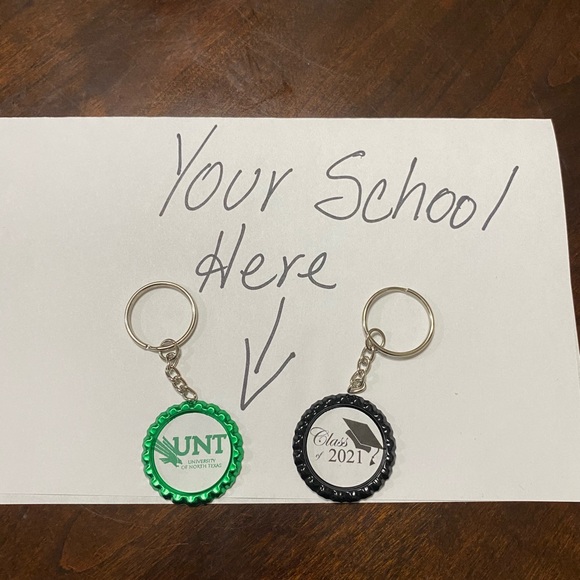 Your School
Here
UNT
UNIVERSITY
OF NORTH TEXAS
Class
of 2021